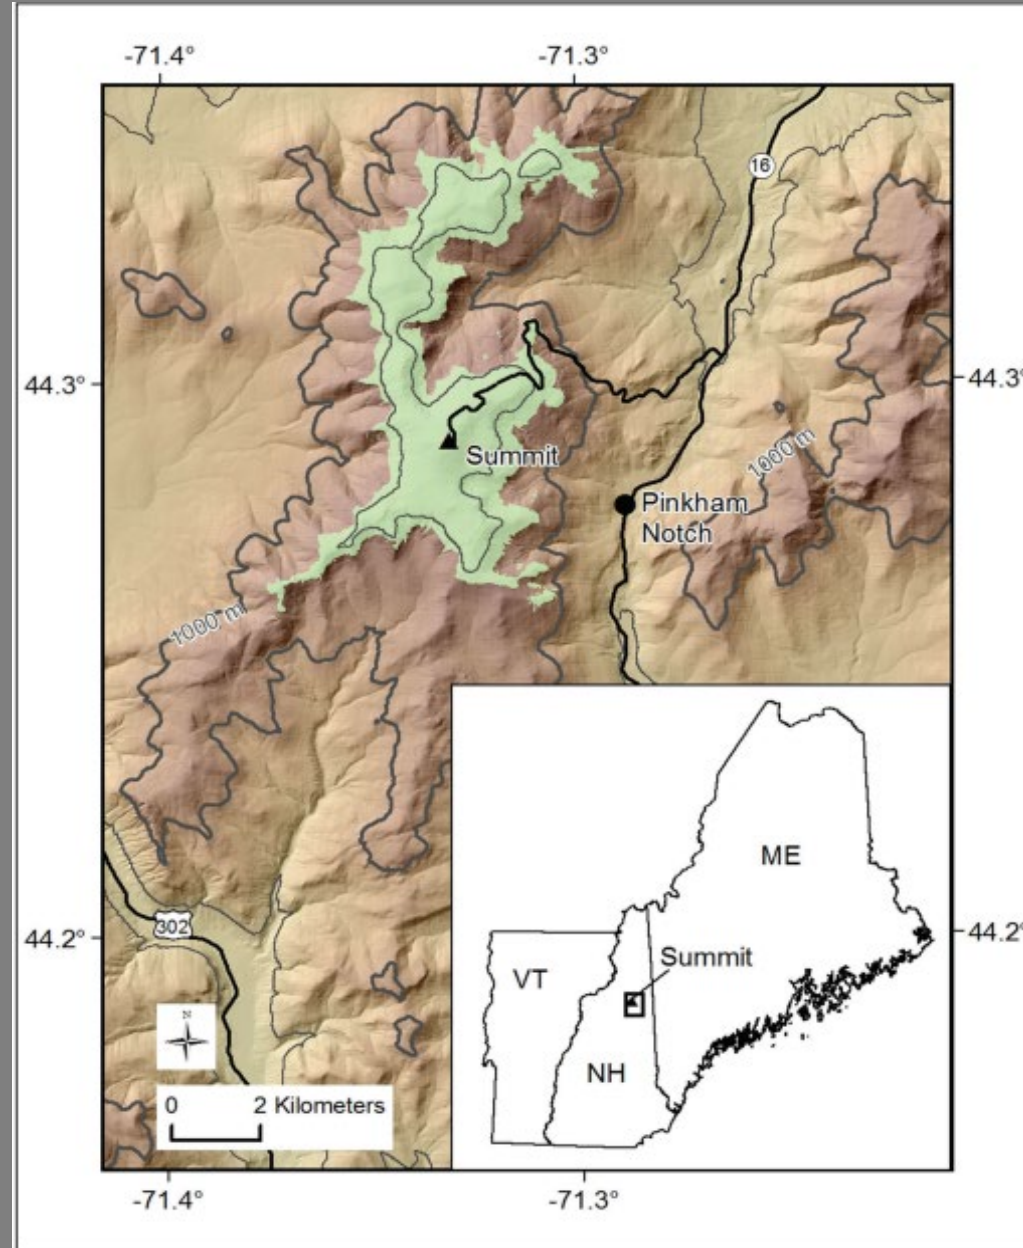 -71.4° -71.3°
16
44.3° 44.3°
Summit
1000 m
Pinkham
Notch
1000 m
ME
302
44.2° 44.2°
Summit
VT
N
NH
0 2 Kilometers
-71.4° -71.3°